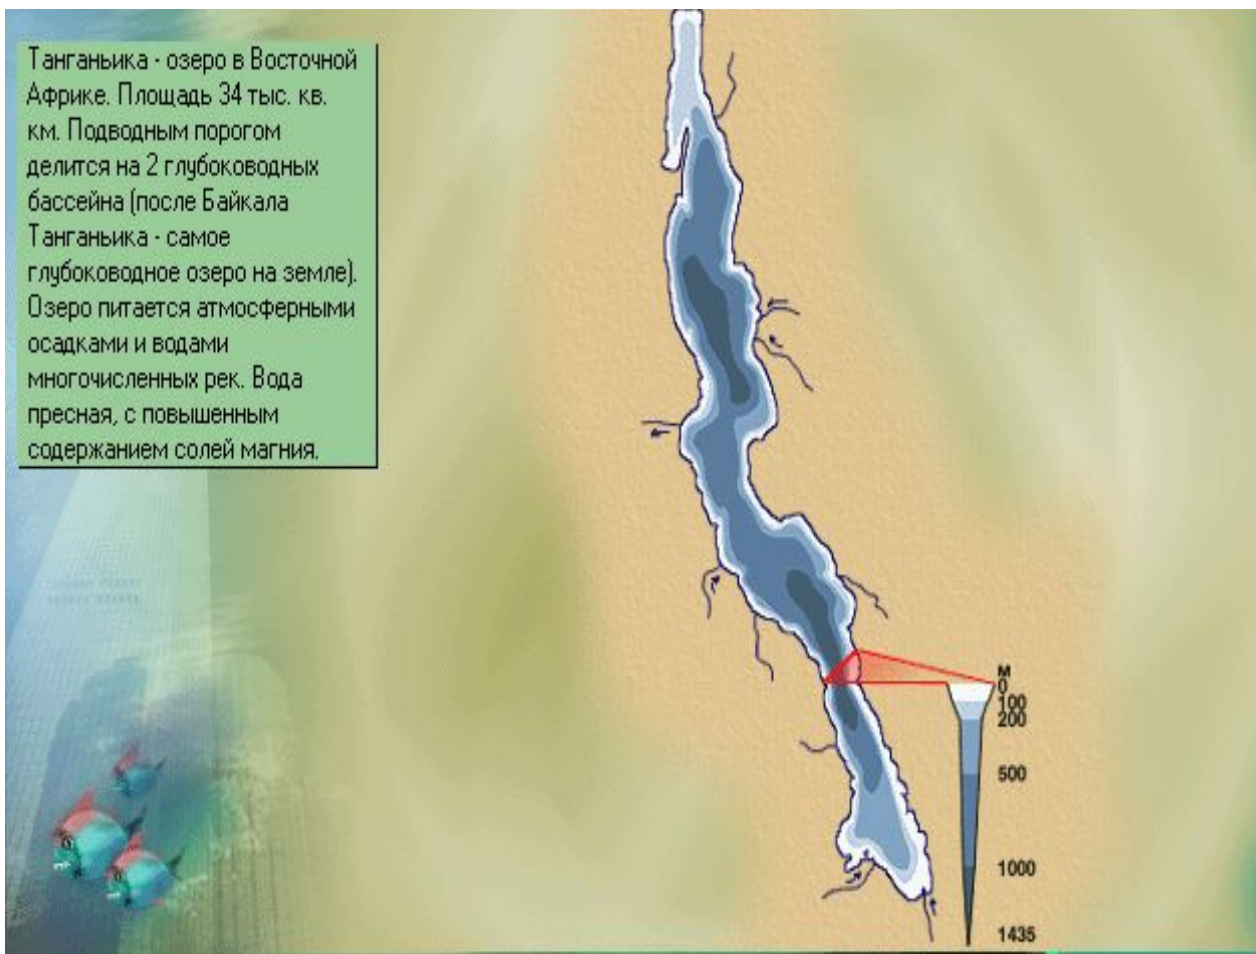 Танганьика - озеро в Восточной
Африке. Площадь 34 тыс. кв.
км. Подводным порогом
делится на 2 глубоководных
бассейна (после Байкала
Танганьика - самое
глубоководное озеро на земле).
Озеро питается атмосферными
осадками и водами
многочисленных рек. Вода
пресная, с повышенным
содержанием солей магния.
м
0
100
200
500
1000
1435